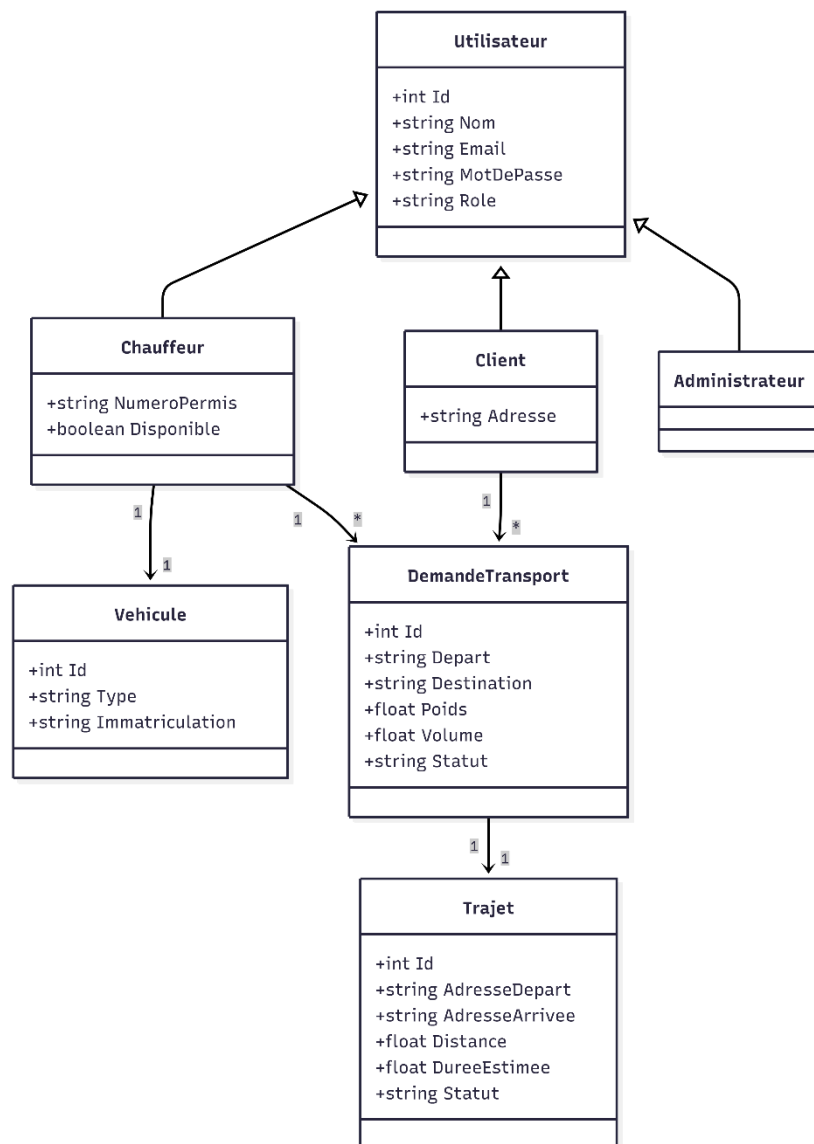 Utilisateur
+int Id
+string Nom
+string Email
+string MotDePasse
+string Role
Chauffeur
+string NumeroPermis
+boolean Disponible
Client
+string Adresse
Administrateur
1
1
1
*
1
*
Vehicule
+int Id
+string Type
+string Immatriculation
DemandeTransport
+int Id
+string Depart
+string Destination
+float Poids
+float Volume
+string Statut
1
1
Trajet
+int Id
+string AdresseDepart
+string AdresseArrivee
+float Distance
+float DureeEstimee
+string Statut